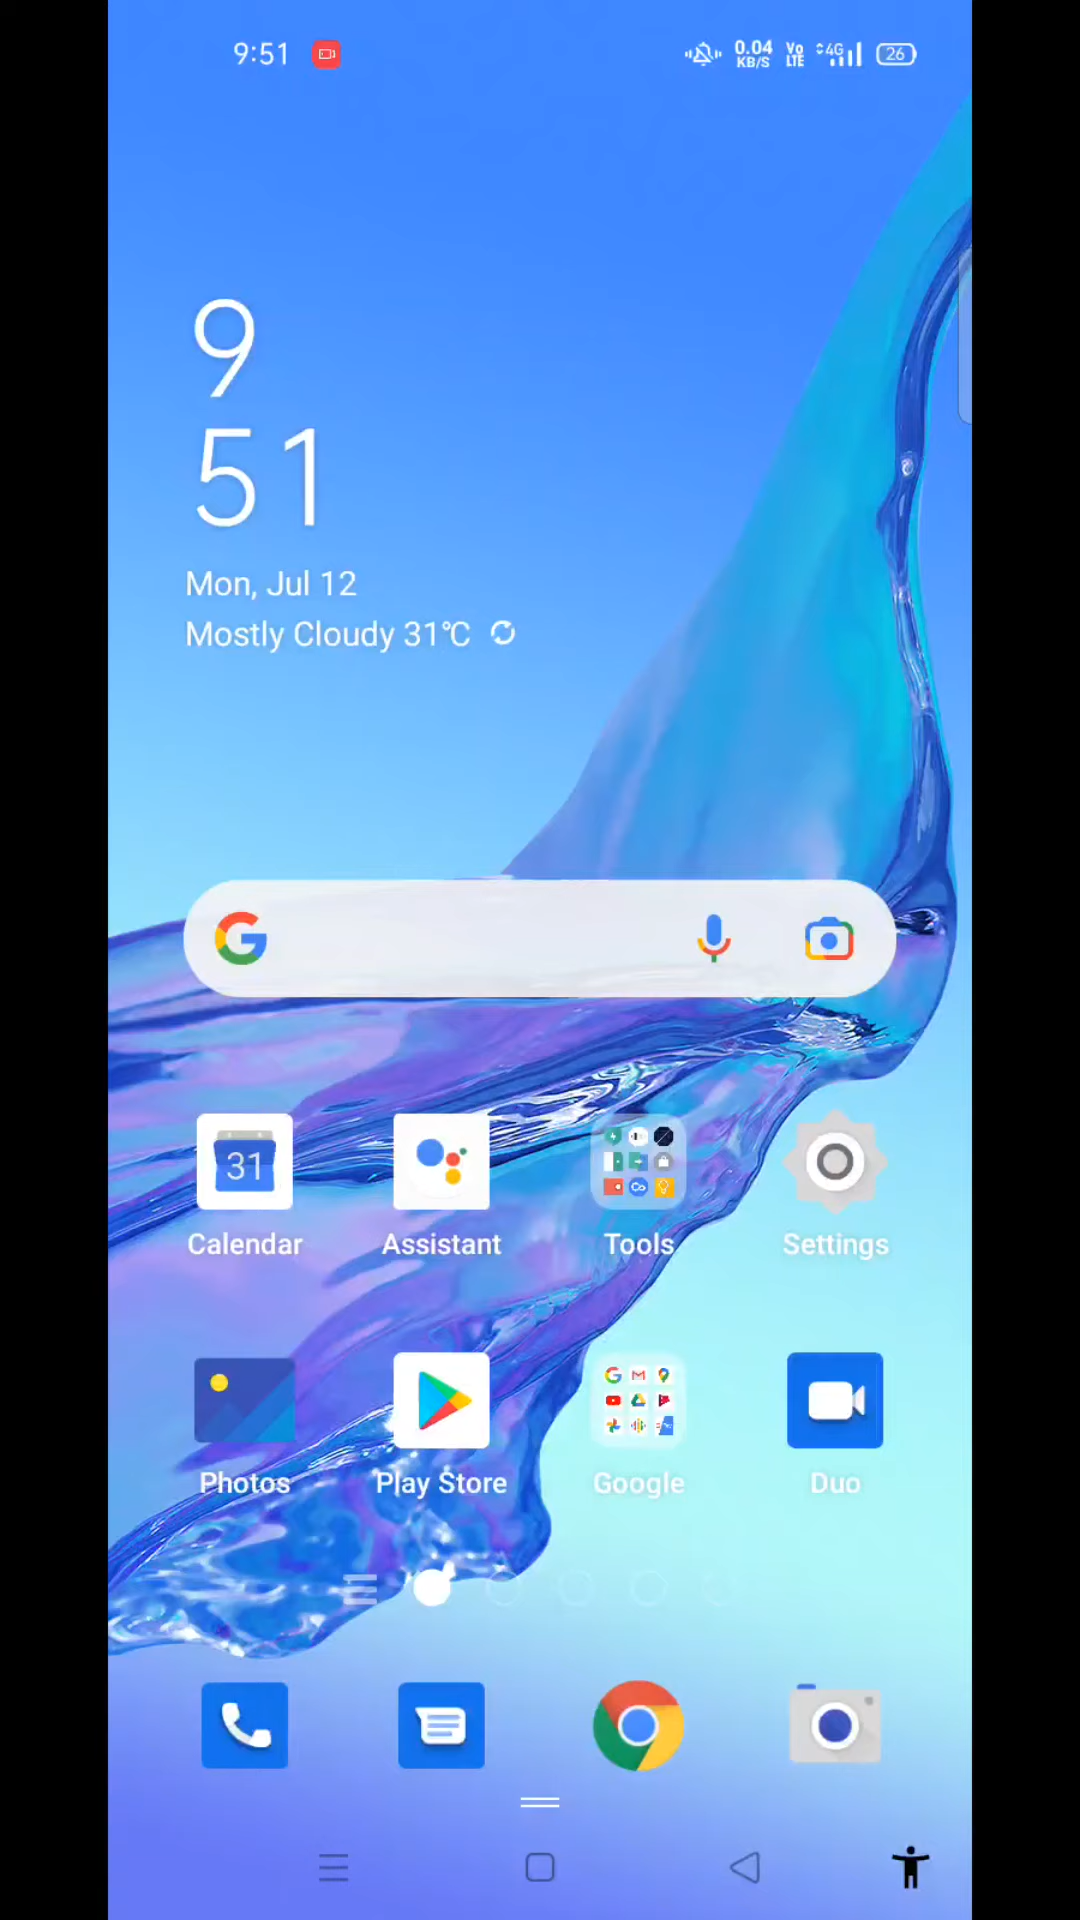 9:51
0.04 KB/S
Vo LTE
4G
26
9
51
Mon, Jul 12
Mostly Cloudy 31℃
G
31
Calendar
Assistant
Tools
Settings
Photos
Play Store
Google
Duo